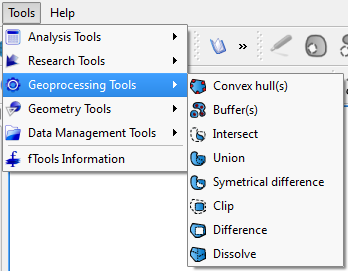 Tools Help
Analysis Tools
Research Tools
Geoprocessing Tools
Geometry Tools
Data Management Tools
fTools Information
»
Convex hull(s)
Buffer(s)
Intersect
Union
Symetrical difference
Clip
Difference
Dissolve